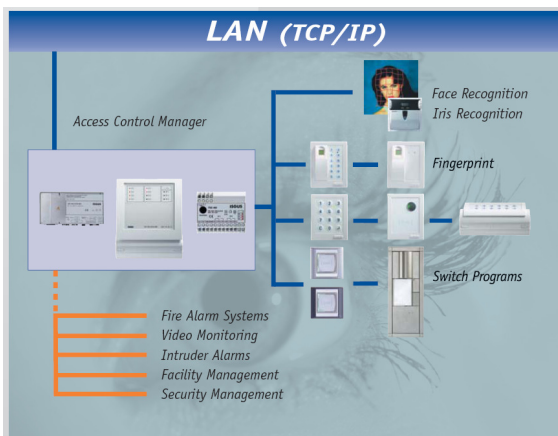 LAN (TCP/IP)
Access Control Manager
Face Recognition
Iris Recognition
Fingerprint
Switch Programs
Fire Alarm Systems
Video Monitoring
Intruder Alarms
Facility Management
Security Management